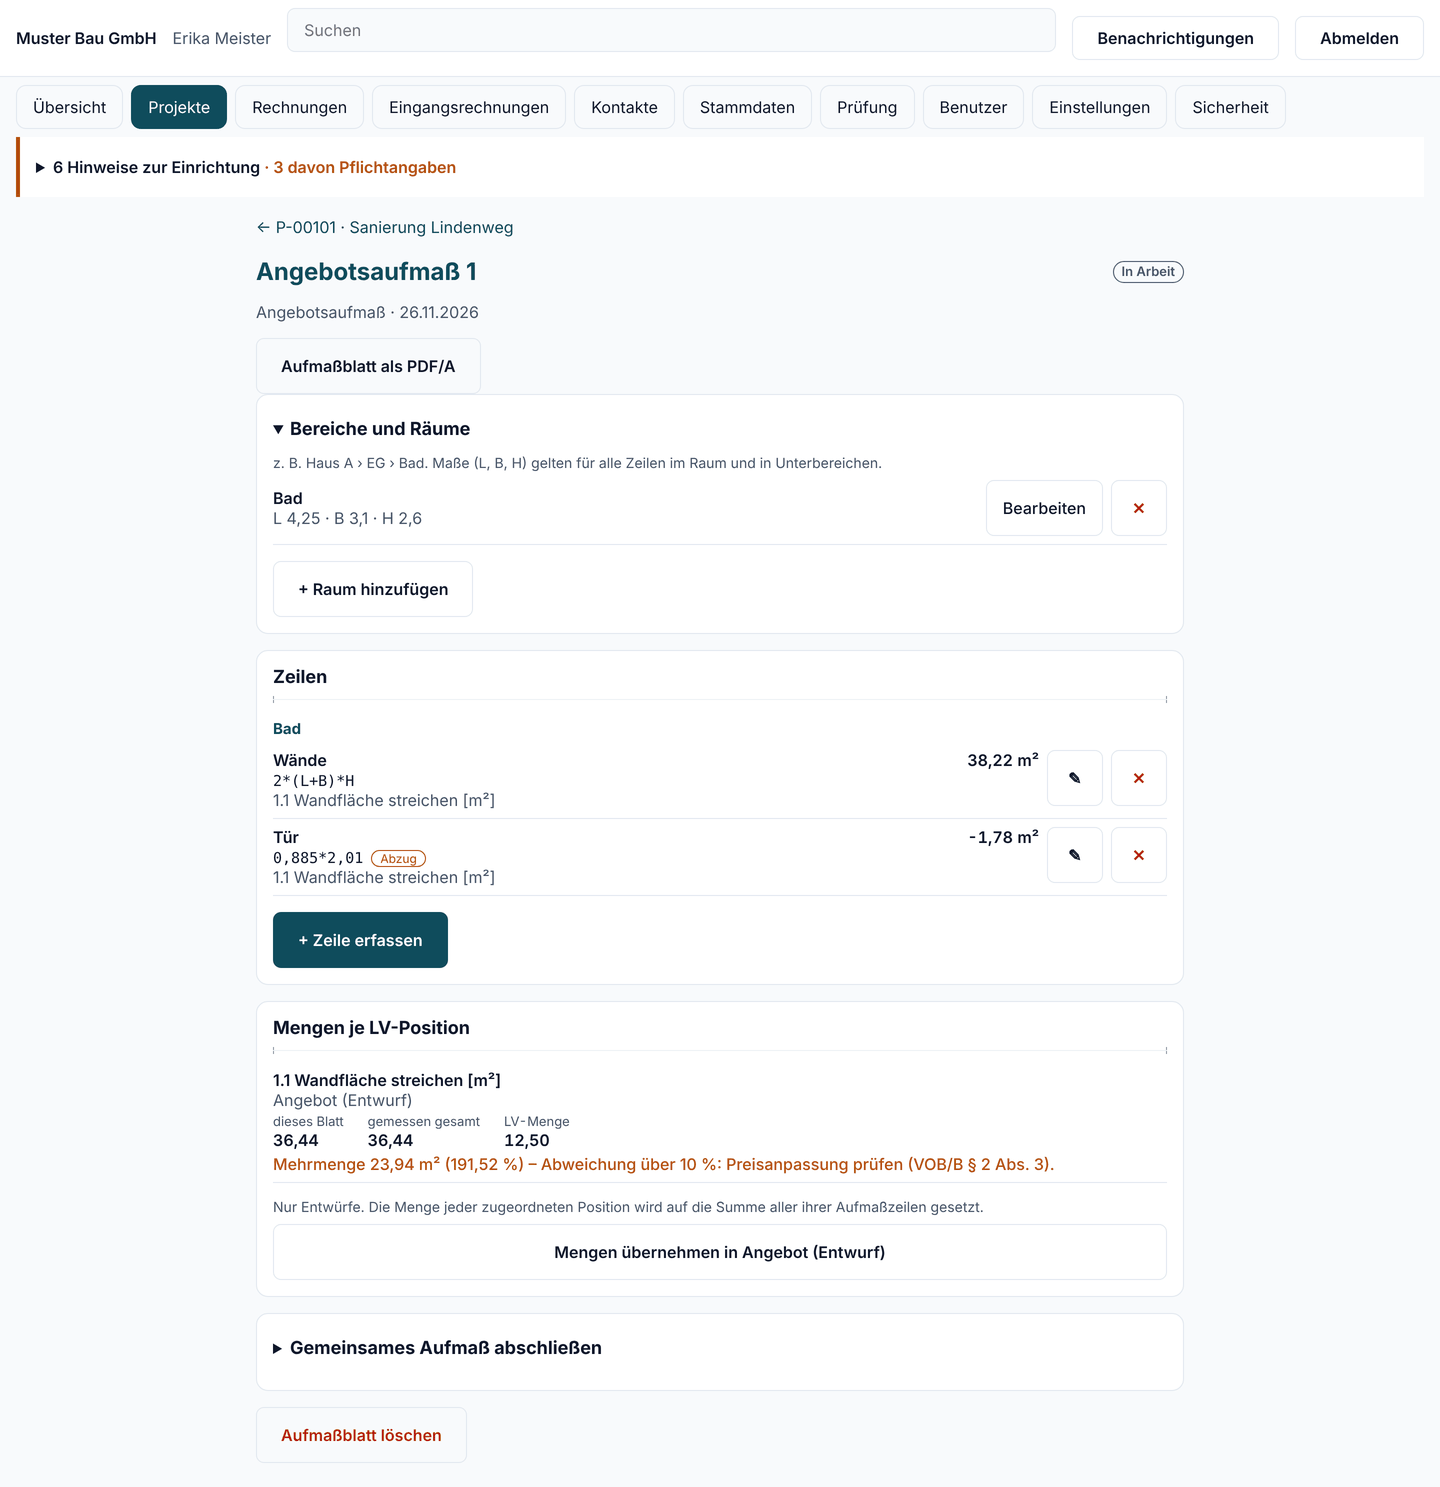 Muster Bau GmbH Erika Meister Suchen Benachrichtigungen Abmelden
Übersicht Projekte Rechnungen Eingangsrechnungen Kontakte Stammdaten Prüfung Benutzer Einstellungen Sicherheit
▶ 6 Hinweise zur Einrichtung · 3 davon Pflichtangaben
← P-00101 · Sanierung Lindenweg
Angebotsaufmaß 1 In Arbeit
Angebotsaufmaß · 26.11.2026
Aufmaßblatt als PDF/A
▼ Bereiche und Räume
z. B. Haus A › EG › Bad. Maße (L, B, H) gelten für alle Zeilen im Raum und in Unterbereichen.
Bad
L 4,25 · B 3,1 · H 2,6
Bearbeiten ✕
+ Raum hinzufügen
Zeilen
Bad
Wände 38,22 m² ✎ ✕
2*(L+B)*H
1.1 Wandfläche streichen [m²]
Tür -1,78 m² ✎ ✕
0,885*2,01 Abzug
1.1 Wandfläche streichen [m²]
+ Zeile erfassen
Mengen je LV-Position
1.1 Wandfläche streichen [m²]
Angebot (Entwurf)
dieses Blatt gemessen gesamt LV-Menge
36,44 36,44 12,50
Mehrmenge 23,94 m² (191,52 %) – Abweichung über 10 %: Preisanpassung prüfen (VOB/B § 2 Abs. 3).
Nur Entwürfe. Die Menge jeder zugeordneten Position wird auf die Summe aller ihrer Aufmaßzeilen gesetzt.
Mengen übernehmen in Angebot (Entwurf)
▶ Gemeinsames Aufmaß abschließen
Aufmaßblatt löschen